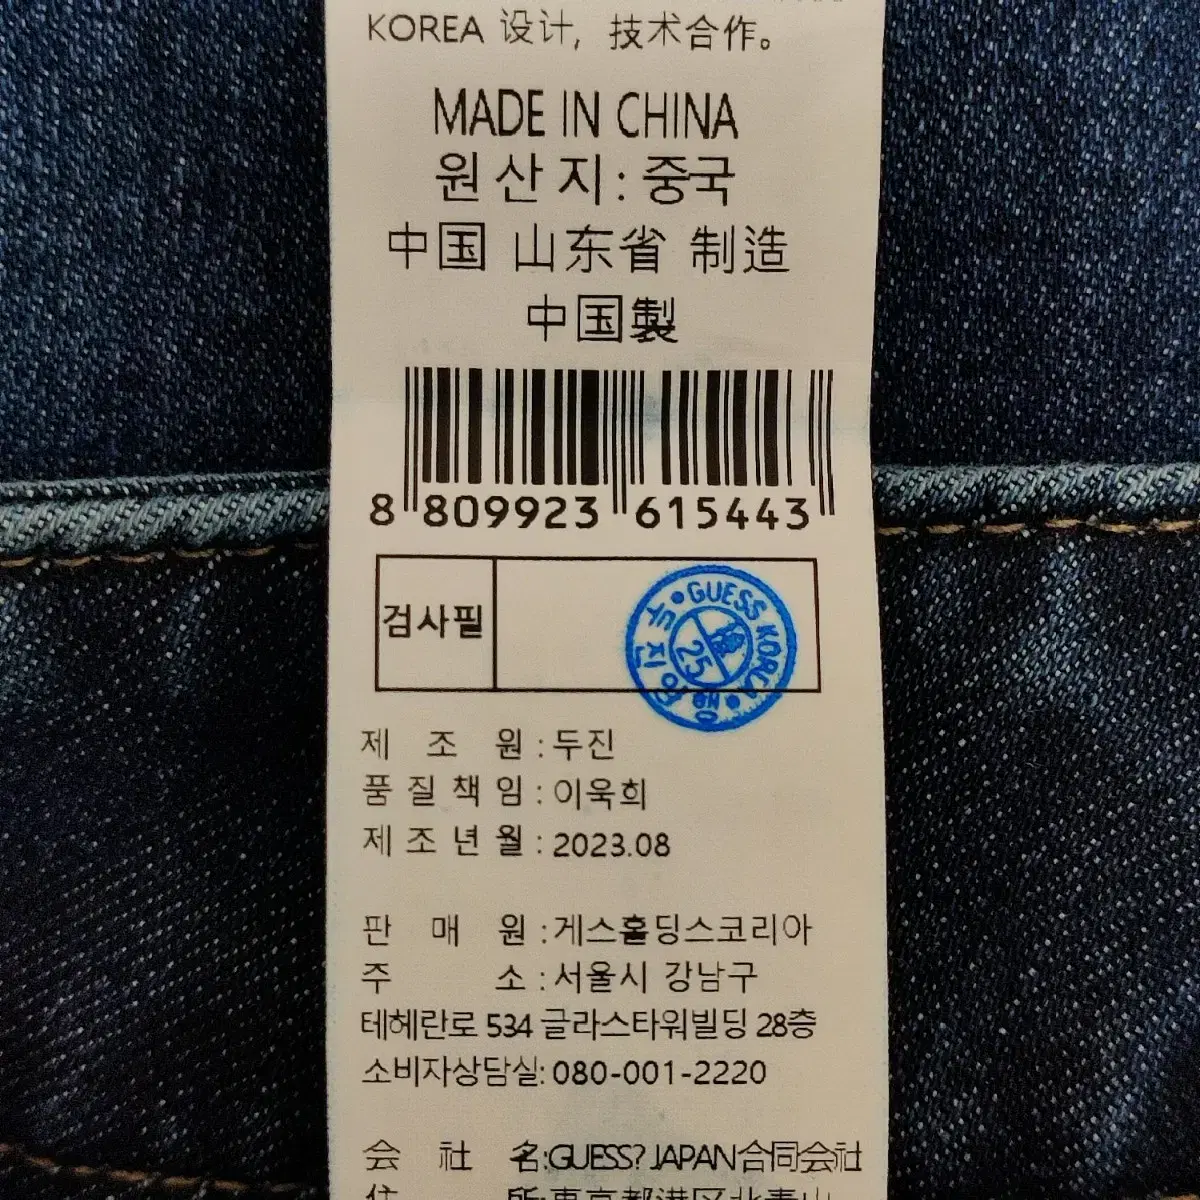 KOREA 设计, 技术合作。
MADE IN CHINA
원산지: 중국
中国 山东省 制造
中国製
8 809923 615443
검사필
GUESS KOREA
25
두진
제 조 원 : 두진
품질책임 : 이욱희
제조년월 : 2023.08
판 매 원 : 게스홀딩스코리아
주 소 : 서울시 강남구
테헤란로 534 글라스타워빌딩 28층
소비자상담실: 080-001-2220
会 社 名:GUESS? JAPAN合同会社